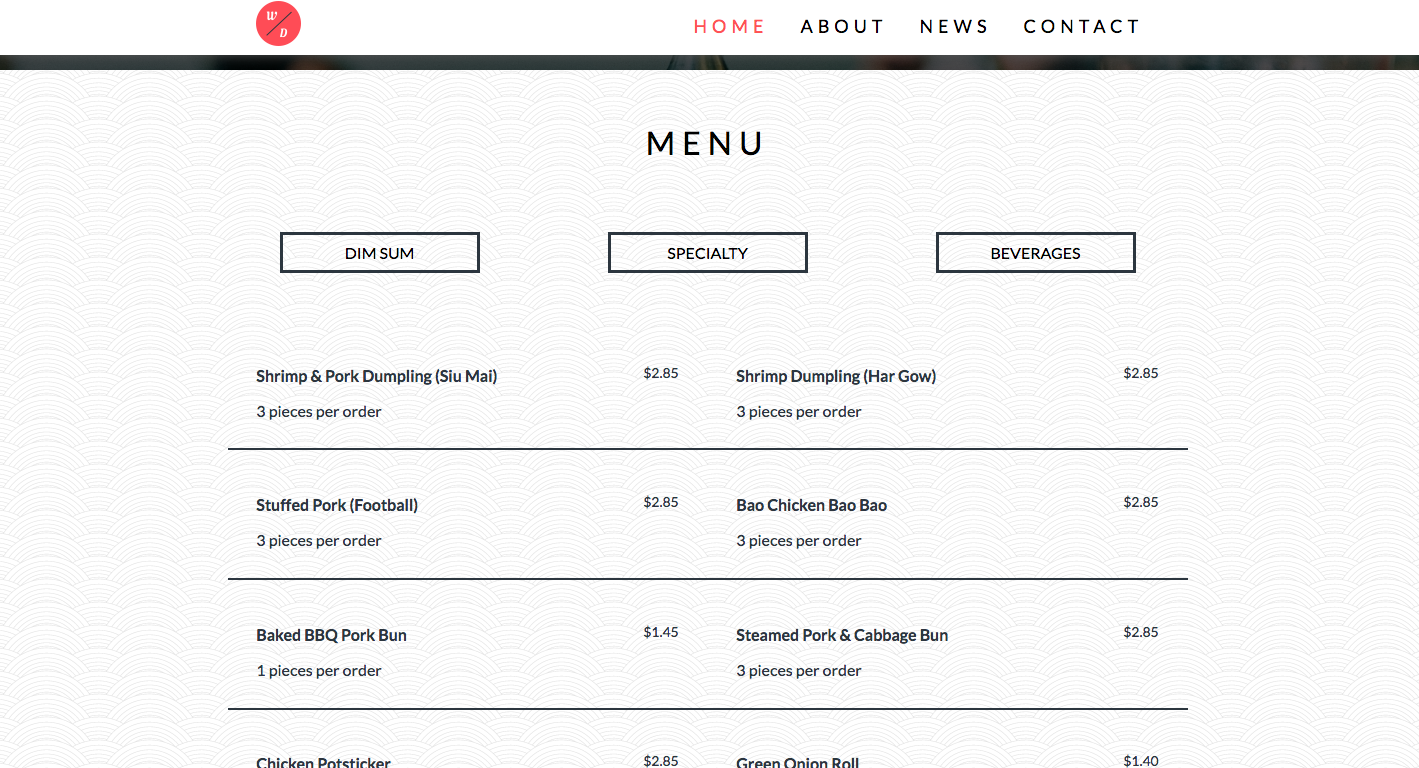 W
D
HOME ABOUT NEWS CONTACT
MENU
DIM SUM SPECIALTY BEVERAGES
Shrimp & Pork Dumpling (Siu Mai) $2.85
3 pieces per order
Shrimp Dumpling (Har Gow) $2.85
3 pieces per order
Stuffed Pork (Football) $2.85
3 pieces per order
Bao Chicken Bao Bao $2.85
3 pieces per order
Baked BBQ Pork Bun $1.45
1 pieces per order
Steamed Pork & Cabbage Bun $2.85
3 pieces per order
Chicken Potsticker $2.85
Green Onion Roll $1.40